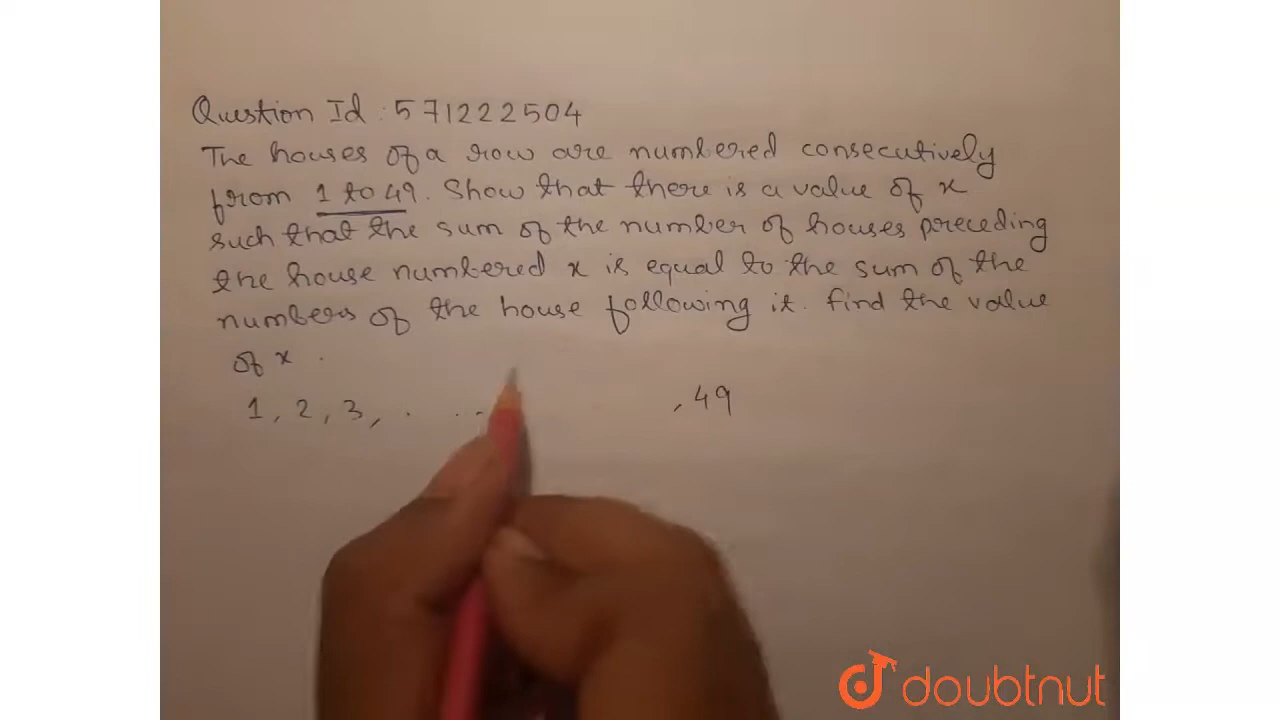 Question Id : 571222504
The houses of a row are numbered consecutively
from 1 to 49. Show that there is a value of x
such that the sum of the number of houses preceding
the house numbered x is equal to the sum of the
numbers of the house following it. find the value
of x .
1, 2, 3, . . . - , 49
doubtnut